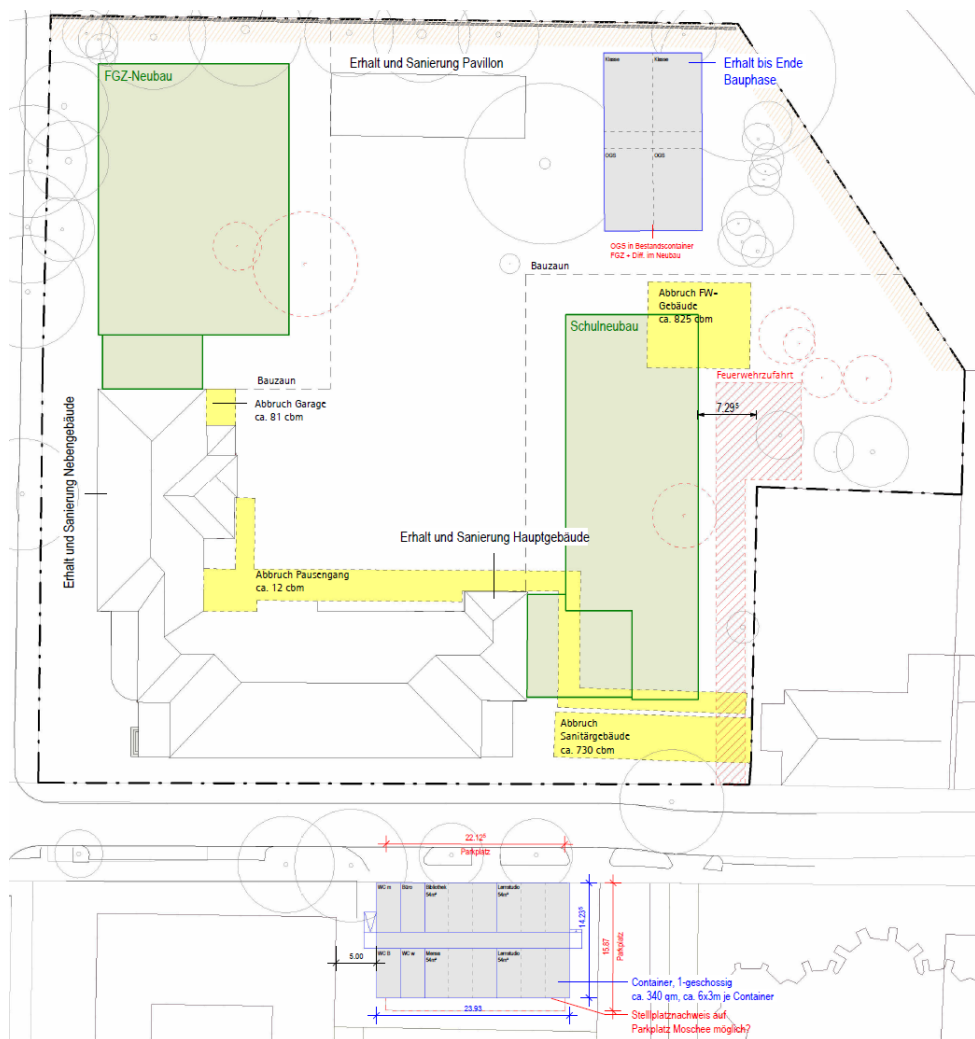 FGZ-Neubau
Erhalt und Sanierung Pavillon
Klasse
Klasse
OGS
OGS
Erhalt bis Ende
Bauphase
OGS in Bestandscontainer
FGZ + Diff. im Neubau
Bauzaun
Abbruch FW-
Gebäude
ca. 825 cbm
Schulneubau
Feuerwehrzufahrt
7.29⁵
Bauzaun
Abbruch Garage
ca. 81 cbm
Erhalt und Sanierung Nebengebäude
Erhalt und Sanierung Hauptgebäude
Abbruch Pausengang
ca. 12 cbm
Abbruch
Sanitärgebäude
ca. 730 cbm
22.12⁵
Parkplatz
WC m
Büro
Bibliothek
54m²
Lernstudio
54m²
14.23⁵
15.67
Parkplatz
5.00
WC B
WC w
Mensa
54m²
Lernstudio
54m²
23.93
Container, 1-geschossig
ca. 340 qm, ca. 6x3m je Container
Stellplatznachweis auf
Parkplatz Moschee möglich?